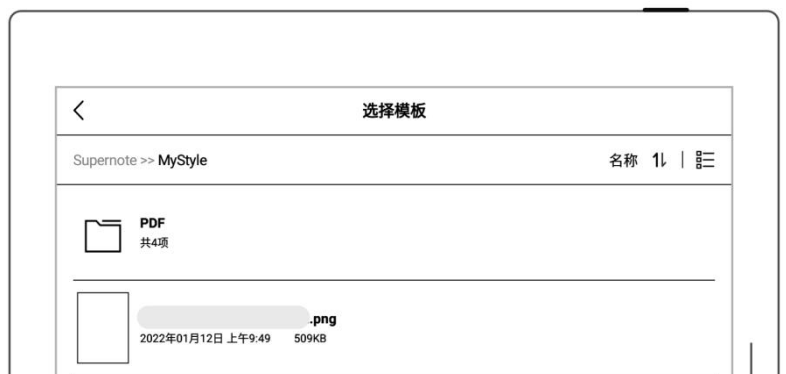 选择模板
Supernote >> MyStyle 名称
PDF
共4项
.png
2022年01月12日 上午9:49 509KB